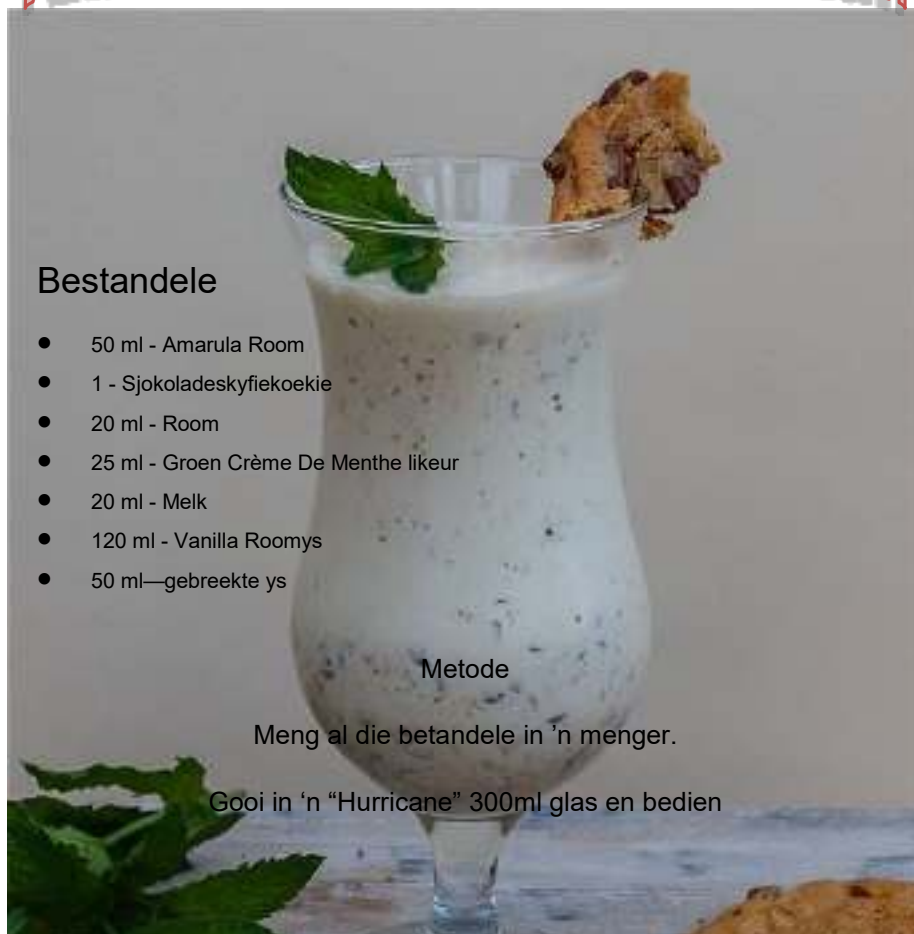 Bestandele
● 50 ml - Amarula Room
● 1 - Sjokoladeskyfiekoekie
● 20 ml - Room
● 25 ml - Groen Crème De Menthe likeur
● 20 ml - Melk
● 120 ml - Vanilla Roomys
● 50 ml—gebreekte ys
Metode
Meng al die betandele in ’n menger.
Gooi in ‘n “Hurricane” 300ml glas en bedien